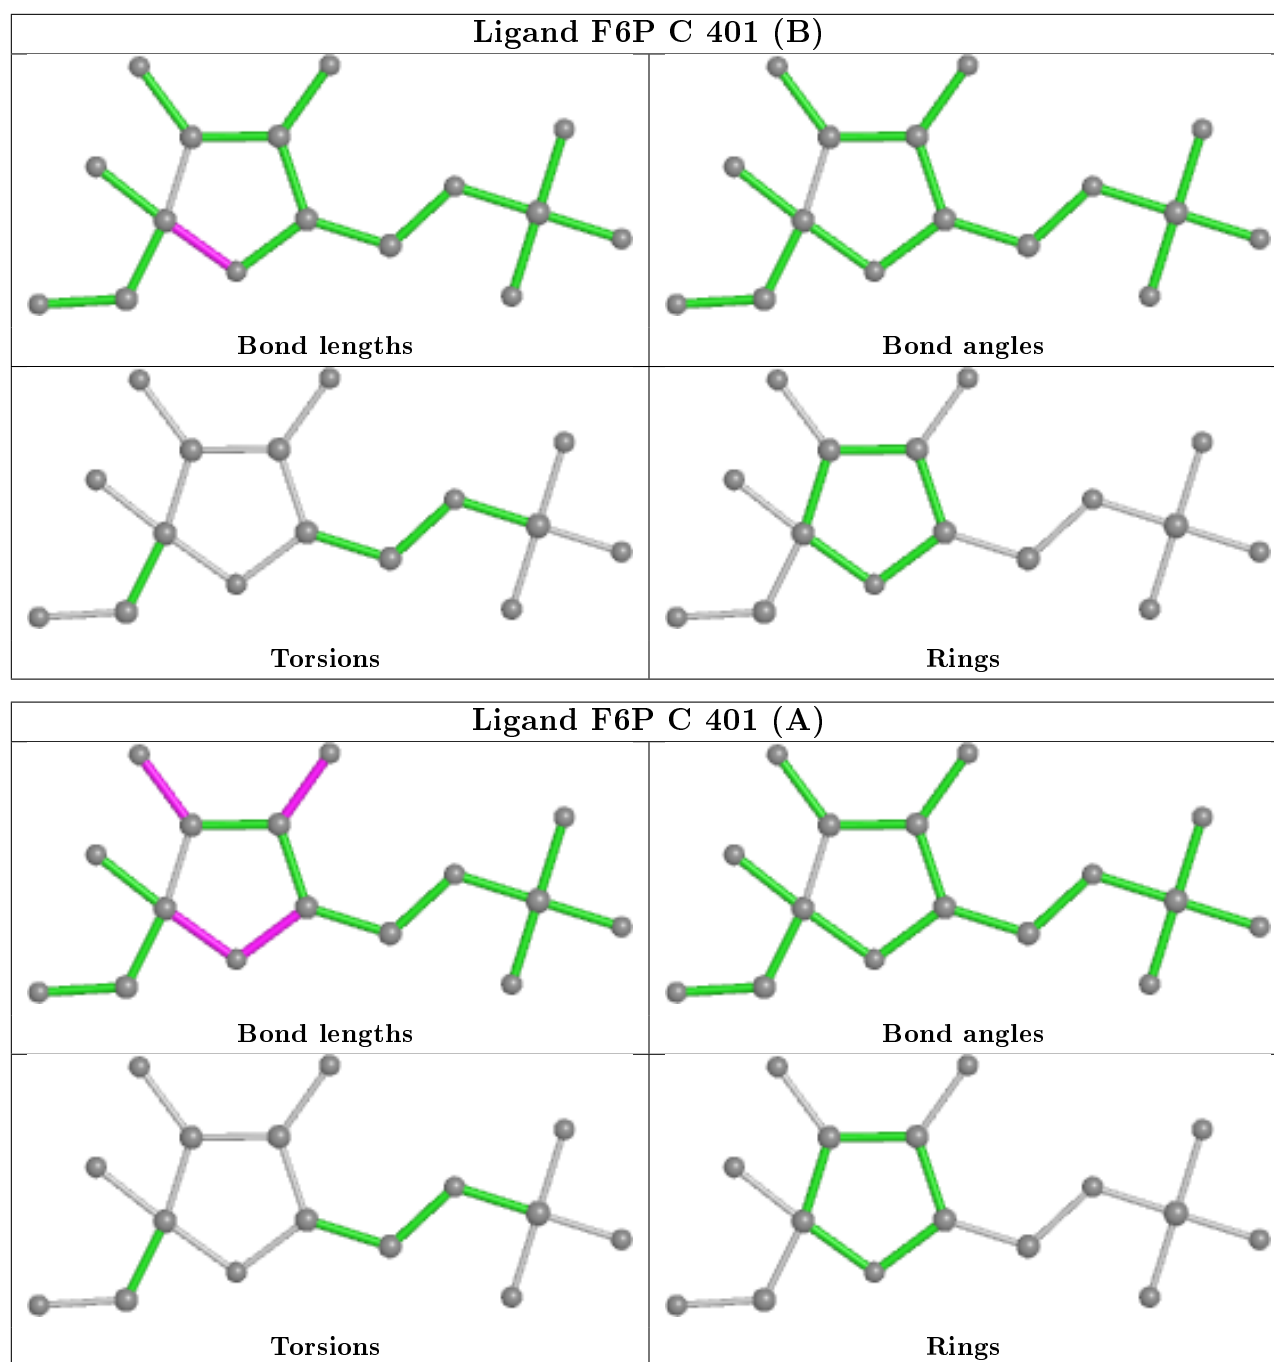 Ligand F6P C 401 (B)
Bond lengths
Bond angles
Torsions
Rings
Ligand F6P C 401 (A)
Bond lengths
Bond angles
Torsions
Rings